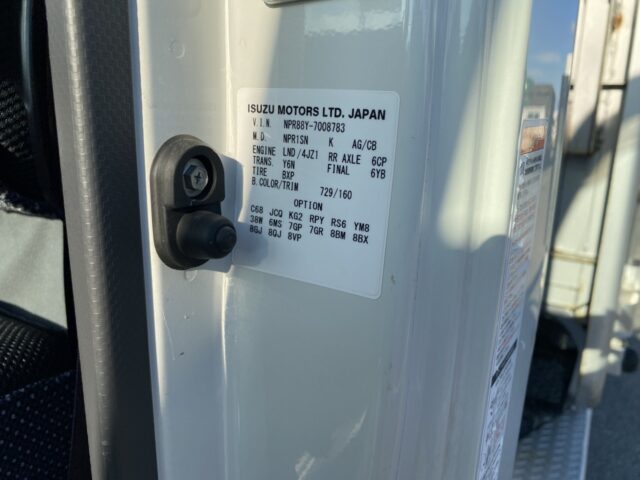 ISUZU MOTORS LTD. JAPAN
V.I.N. NPR88Y-7008783
M.D. NPR1SN K AG/CB
ENGINE LND/4JZ1 RR AXLE 6CP
TRANS. Y6N FINAL 6YB
TIRE BXP
B.COLOR/TRIM 729/160
OPTION
C68 JCQ KG2 RPY RS6 YM8
38W 6MS 7GP 7GR 8BM 8BX
8GJ 8QJ 8VP